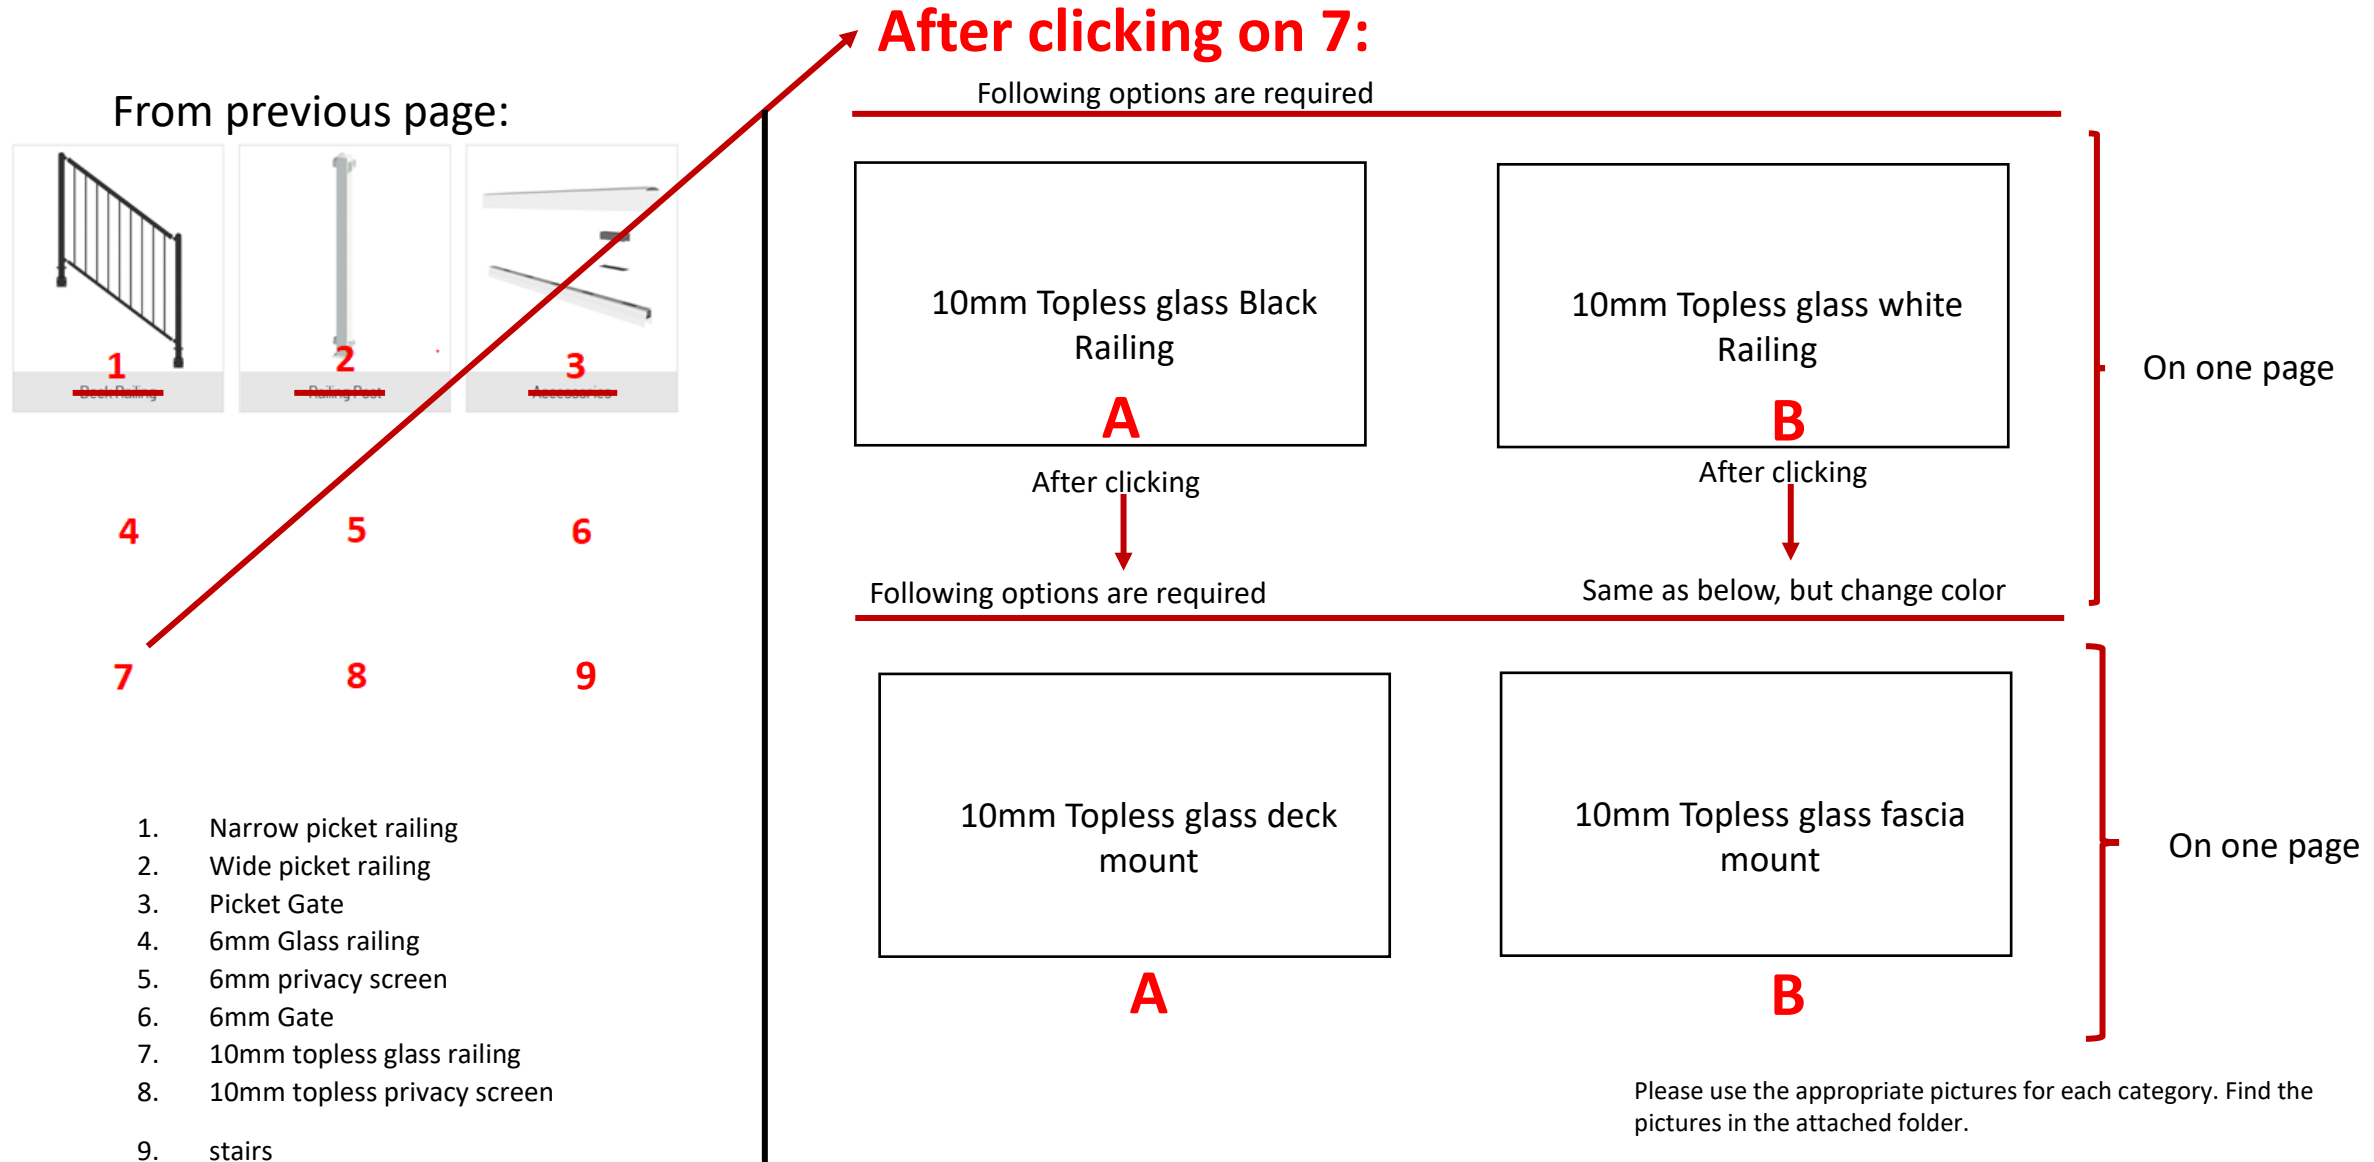 From previous page:
1
2
3
Deck Railing
Railing Post
Accessories
4
5
6
7
8
9
1. Narrow picket railing
2. Wide picket railing
3. Picket Gate
4. 6mm Glass railing
5. 6mm privacy screen
6. 6mm Gate
7. 10mm topless glass railing
8. 10mm topless privacy screen
9. stairs
After clicking on 7:
Following options are required
10mm Topless glass Black
Railing
A
10mm Topless glass white
Railing
B
On one page
After clicking
After clicking
Following options are required
Same as below, but change color
10mm Topless glass deck
mount
A
10mm Topless glass fascia
mount
B
On one page
Please use the appropriate pictures for each category. Find the
pictures in the attached folder.